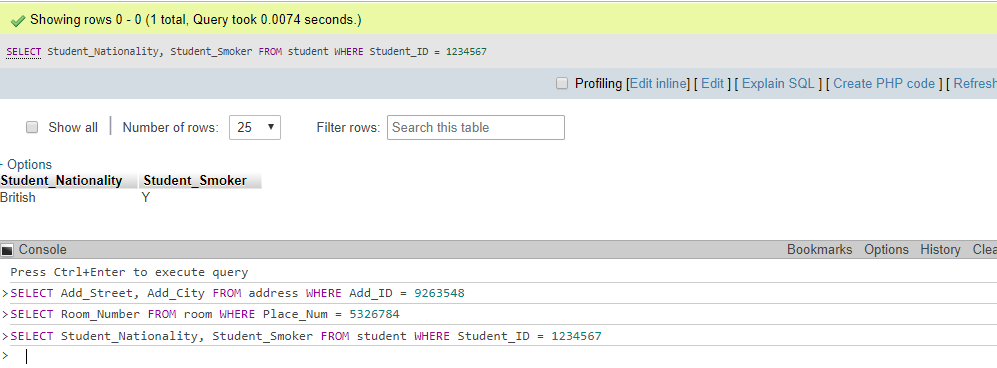 Showing rows 0 - 0 (1 total, Query took 0.0074 seconds.)
SELECT Student_Nationality, Student_Smoker FROM student WHERE Student_ID = 1234567
Profiling [Edit inline] [ Edit ] [ Explain SQL ] [ Create PHP code ] [ Refresh
Show all Number of rows: 25 Filter rows: Search this table
+ Options
Student_Nationality Student_Smoker
British Y
Console Bookmarks Options History Clea
Press Ctrl+Enter to execute query
>SELECT Add_Street, Add_City FROM address WHERE Add_ID = 9263548
>SELECT Room_Number FROM room WHERE Place_Num = 5326784
>SELECT Student_Nationality, Student_Smoker FROM student WHERE Student_ID = 1234567
>